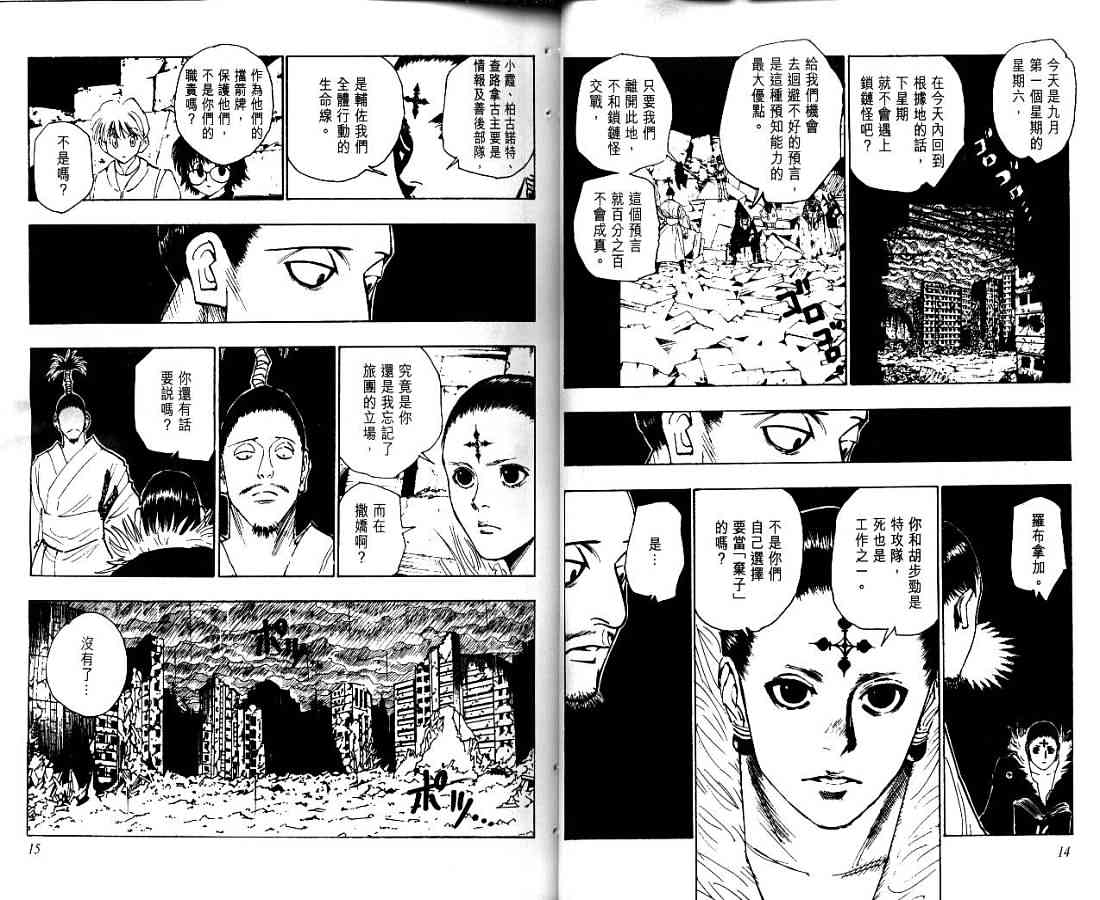 今天是九月
第一個星期的
星期六，
在今天內回到
根據地的話，
下星期
就不會遇上
鎖鏈怪吧？
ゴロゴロ…
給我們機會
去迴避不好的預言，
是這種預知能力的
最大優點。
只要我們
離開此地，
不和鎖鏈怪
交戰，
這個預言
就百分之百
不會成真。
ゴロゴロ
羅布拿加。
你和胡步勁是
特攻隊，
死也是
工作之一。
不是你們
自己選擇
要當「棄子」
的嗎？
是…
14
小霞、柏古諾特、
查路拿古主要是
情報及善後部隊，
是輔佐我們
全體行動的
生命線。
作為他們的
擋箭牌，
保護他們，
不是你們的
職責嗎？
不是嗎？
究竟是你
還是我忘記了
旅團的立場，
而在
撒嬌啊？
你還有話
要說嗎？
沒有了…
ポッ
ポッ…
15